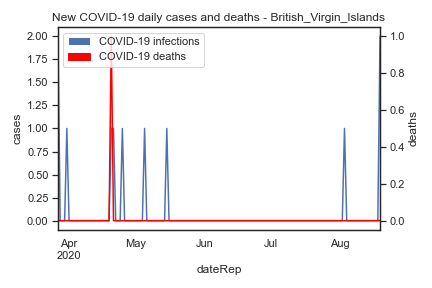 New COVID-19 daily cases and deaths - British_Virgin_Islands
COVID-19 infections
COVID-19 deaths
2.00
1.75
1.50
1.25
1.00
0.75
0.50
0.25
0.00
cases
1.0
0.8
0.6
0.4
0.2
0.0
deaths
Apr
2020
May
Jun
Jul
Aug
dateRep